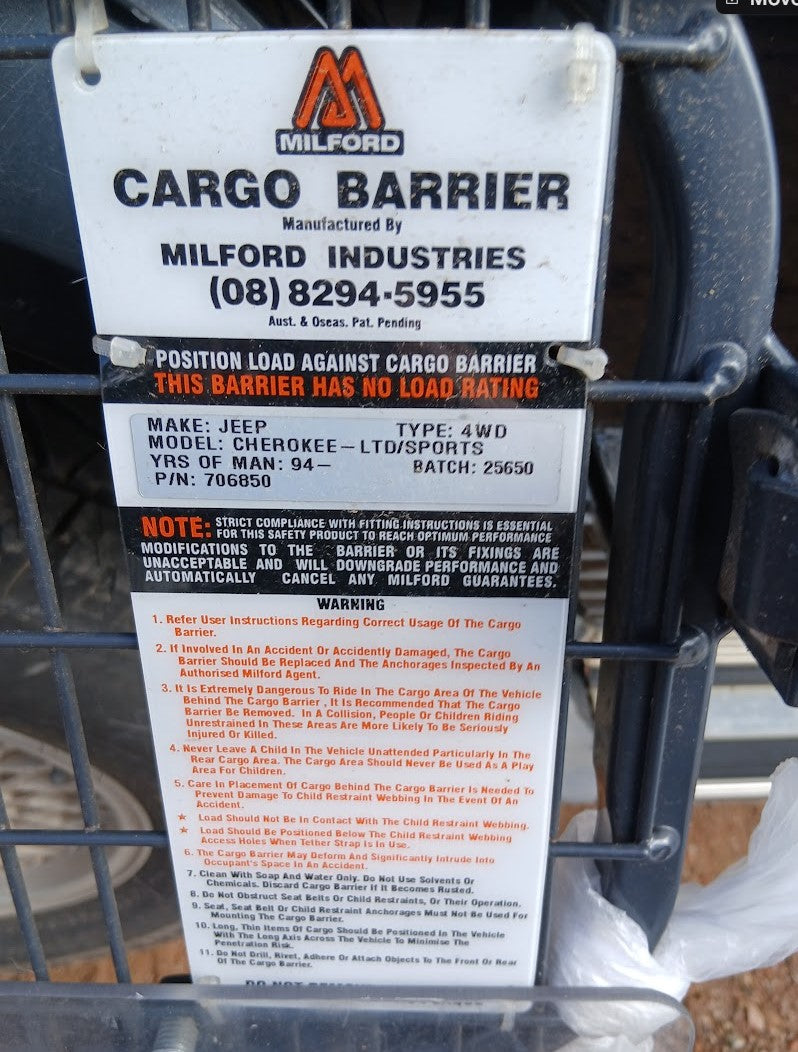 Move
MILFORD
CARGO BARRIER
Manufactured By
MILFORD INDUSTRIES
(08) 8294-5955
Aust. & Oseas. Pat. Pending
POSITION LOAD AGAINST CARGO BARRIER
THIS BARRIER HAS NO LOAD RATING
MAKE: JEEP TYPE: 4WD
MODEL: CHEROKEE-LTD/SPORTS
YRS OF MAN: 94- BATCH: 25650
P/N: 706850
NOTE: STRICT COMPLIANCE WITH FITTING INSTRUCTIONS IS ESSENTIAL
FOR THIS SAFETY PRODUCT TO REACH OPTIMUM PERFORMANCE
MODIFICATIONS TO THE BARRIER OR ITS FIXINGS ARE
UNACCEPTABLE AND WILL DOWNGRADE PERFORMANCE AND
AUTOMATICALLY CANCEL ANY MILFORD GUARANTEES.
WARNING
1. Refer User Instructions Regarding Correct Usage Of The Cargo
Barrier.
2. If Involved In An Accident Or Accidently Damaged, The Cargo
Barrier Should Be Replaced And The Anchorages Inspected By An
Authorised Milford Agent.
3. It Is Extremely Dangerous To Ride In The Cargo Area Of The Vehicle
Behind The Cargo Barrier , It Is Recommended That The Cargo
Barrier Be Removed. In A Collision, People Or Children Riding
Unrestrained In These Areas Are More Likely To Be Seriously
Injured Or Killed.
4. Never Leave A Child In The Vehicle Unattended Particularly In The
Rear Cargo Area. The Cargo Area Should Never Be Used As A Play
Area For Children.
5. Care In Placement Of Cargo Behind The Cargo Barrier Is Needed To
Prevent Damage To Child Restraint Webbing In The Event Of An
Accident.
★ Load Should Not Be In Contact With The Child Restraint Webbing.
★ Load Should Be Positioned Below The Child Restraint Webbing
Access Holes When Tether Strap Is In Use.
6. The Cargo Barrier May Deform And Significantly Intrude Into
Occupant's Space In An Accident.
7. Clean With Soap And Water Only. Do Not Use Solvents Or
Chemicals. Discard Cargo Barrier If It Becomes Rusted.
8. Do Not Obstruct Seat Belts Or Child Restraints, Or Their Operation.
9. Seat, Seat Belt Or Child Restraint Anchorages Must Not Be Used For
Mounting The Cargo Barrier.
10. Long, Thin Items Of Cargo Should Be Positioned In The Vehicle
With The Long Axis Across The Vehicle To Minimise The
Penetration Risk.
11. Do Not Drill, Rivet, Adhere Or Attach Objects To The Front Or Rear
Of The Cargo Barrier.
DO NOT